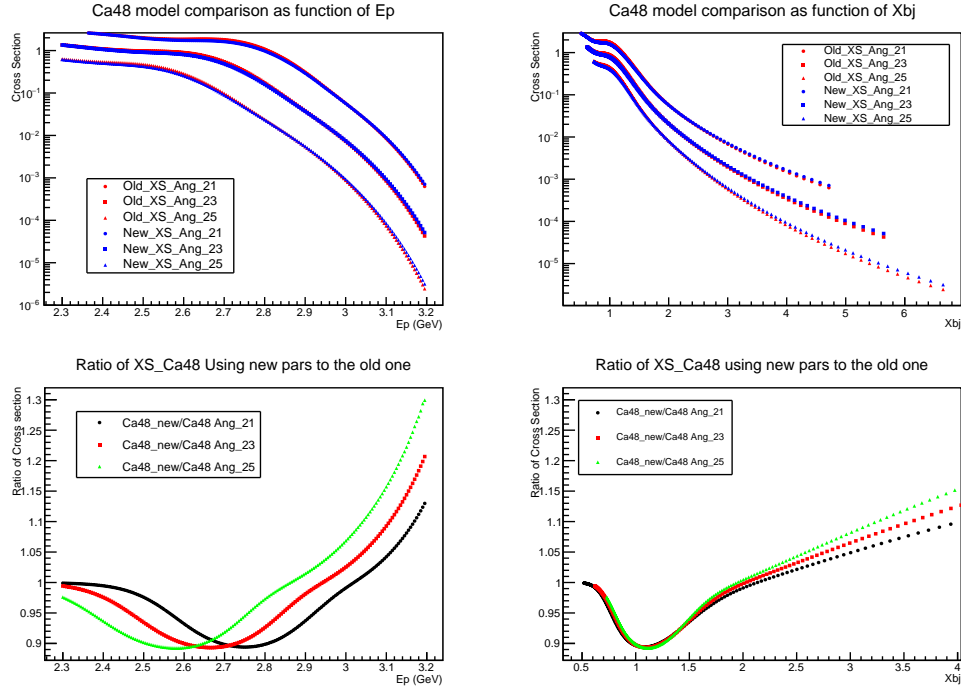 Ca48 model comparison as function of Ep
Cross Section
1
10⁻¹
10⁻²
10⁻³
10⁻⁴
10⁻⁵
10⁻⁶
Old_XS_Ang_21
Old_XS_Ang_23
Old_XS_Ang_25
New_XS_Ang_21
New_XS_Ang_23
New_XS_Ang_25
2.3 2.4 2.5 2.6 2.7 2.8 2.9 3 3.1 3.2
Ep (GeV)
Ca48 model comparison as function of Xbj
Cross Section
1
10⁻¹
10⁻²
10⁻³
10⁻⁴
10⁻⁵
Old_XS_Ang_21
Old_XS_Ang_23
Old_XS_Ang_25
New_XS_Ang_21
New_XS_Ang_23
New_XS_Ang_25
1 2 3 4 5 6
Xbj
Ratio of XS_Ca48 Using new pars to the old one
Ratio of Cross section
1.3
1.25
1.2
1.15
1.1
1.05
1
0.95
0.9
Ca48_new/Ca48 Ang_21
Ca48_new/Ca48 Ang_23
Ca48_new/Ca48 Ang_25
2.3 2.4 2.5 2.6 2.7 2.8 2.9 3 3.1 3.2
Ep (GeV)
Ratio of XS_Ca48 using new pars to the old one
Ratio of Cross Section
1.3
1.25
1.2
1.15
1.1
1.05
1
0.95
0.9
Ca48_new/Ca48 Ang_21
Ca48_new/Ca48 Ang_23
Ca48_new/Ca48 Ang_25
0.5 1 1.5 2 2.5 3 3.5 4
Xbj